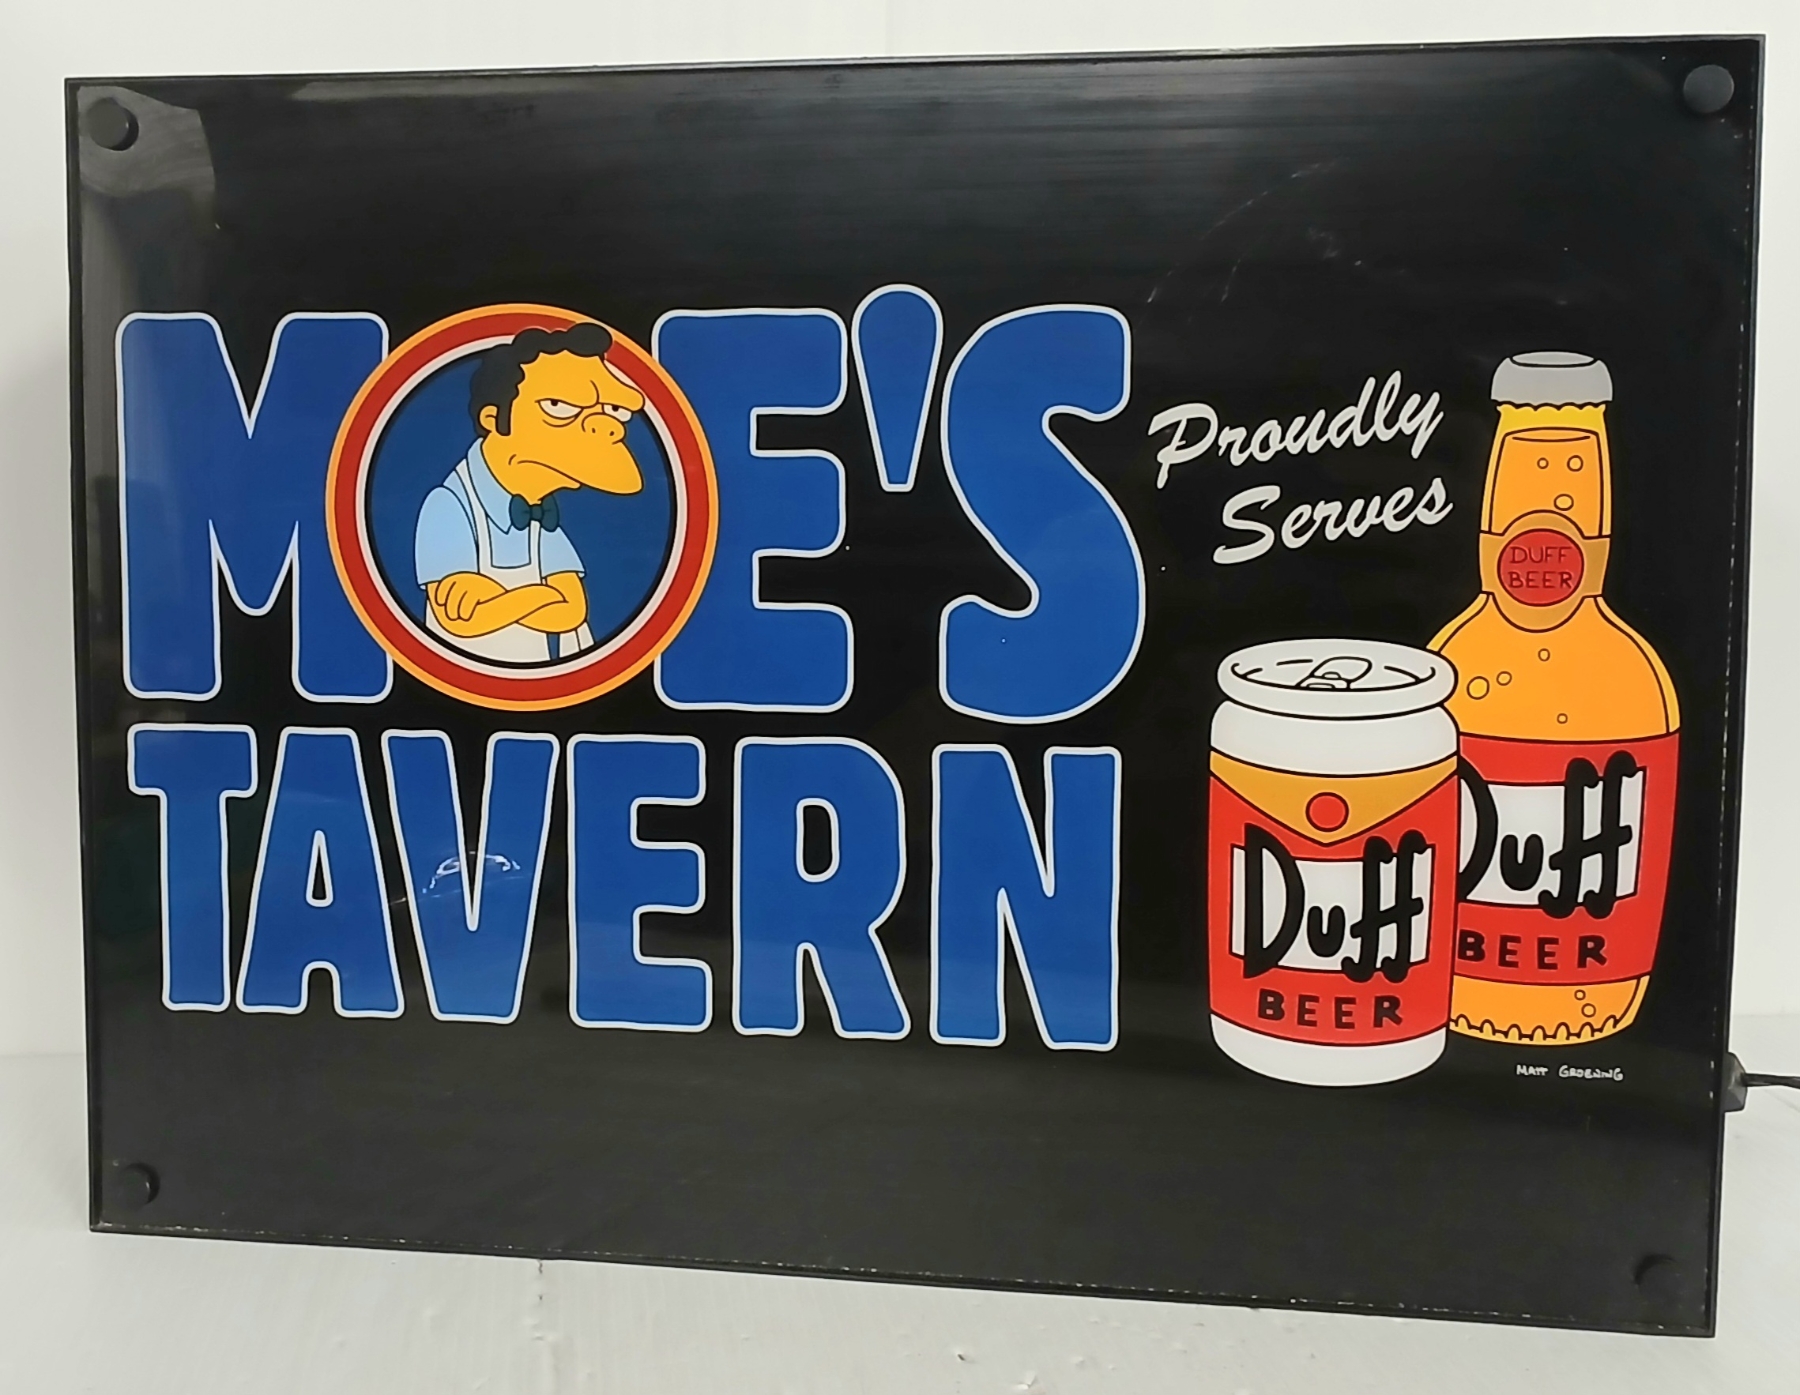 MOE'S
TAVERN
Proudly
Serves
DUFF
BEER
Duff
BEER
Duff
BEER
MATT GROENING